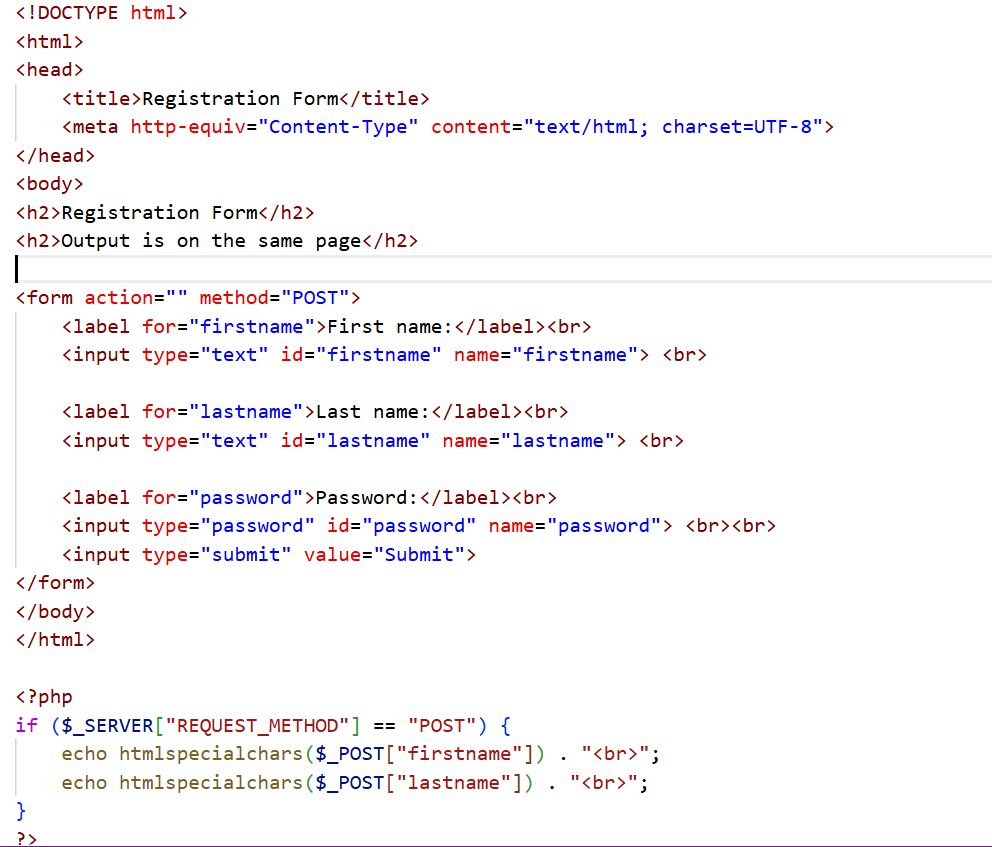 <!DOCTYPE html>
<html>
<head>
    <title>Registration Form</title>
    <meta http-equiv="Content-Type" content="text/html; charset=UTF-8">
</head>
<body>
<h2>Registration Form</h2>
<h2>Output is on the same page</h2>

<form action="" method="POST">
    <label for="firstname">First name:</label><br>
    <input type="text" id="firstname" name="firstname"> <br>

    <label for="lastname">Last name:</label><br>
    <input type="text" id="lastname" name="lastname"> <br>

    <label for="password">Password:</label><br>
    <input type="password" id="password" name="password"> <br><br>
    <input type="submit" value="Submit">
</form>
</body>
</html>

<?php
if ($_SERVER["REQUEST_METHOD"] == "POST") {
    echo htmlspecialchars($_POST["firstname"]) . "<br>";
    echo htmlspecialchars($_POST["lastname"]) . "<br>";
}
?>